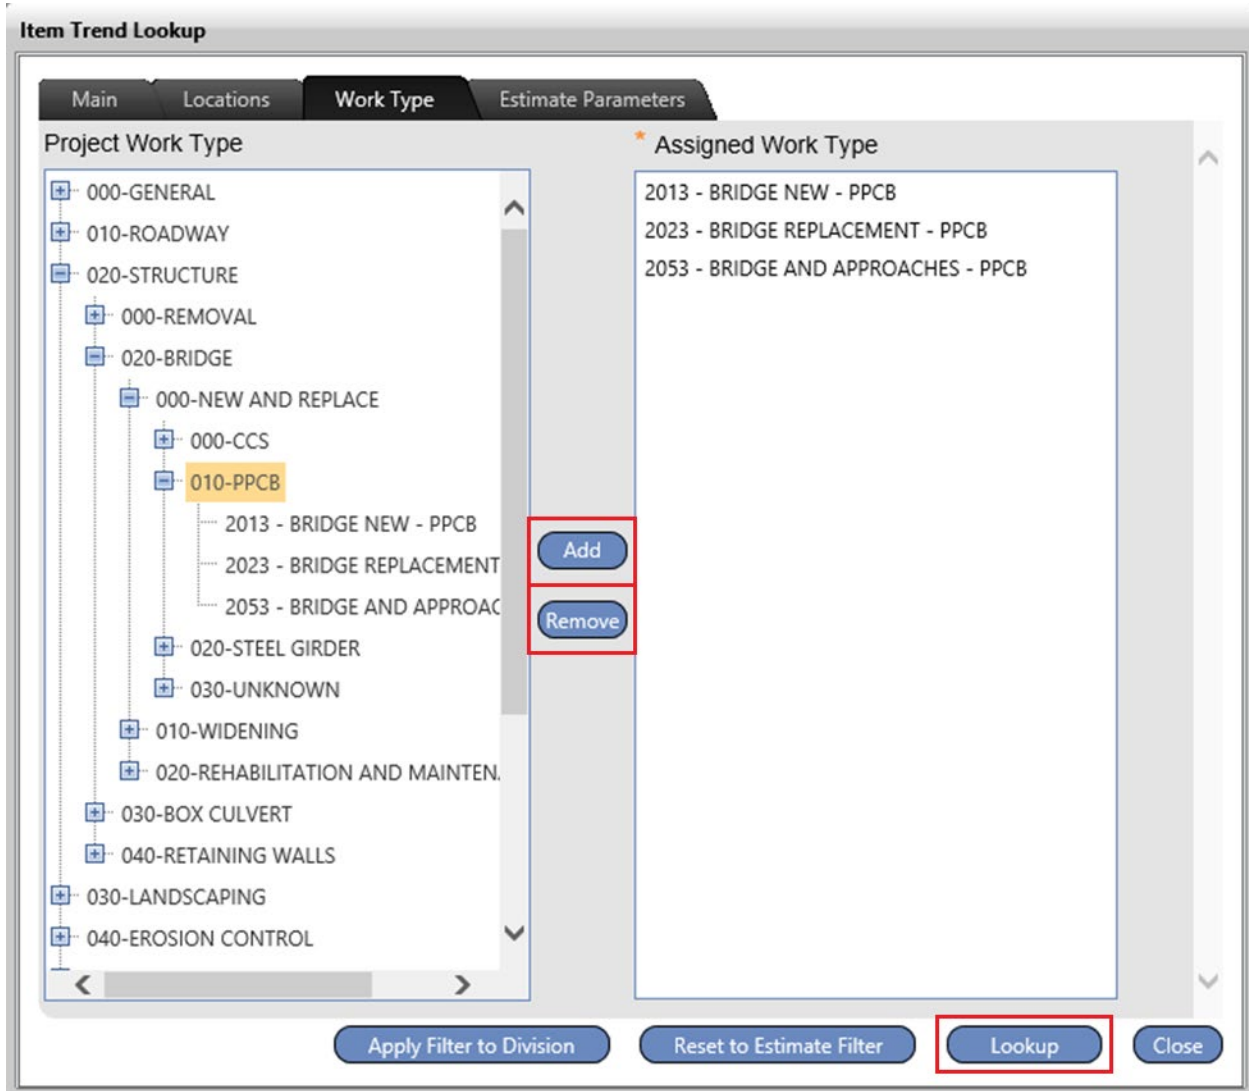 Item Trend Lookup
Main Locations Work Type Estimate Parameters
Project Work Type
000-GENERAL
010-ROADWAY
020-STRUCTURE
000-REMOVAL
020-BRIDGE
000-NEW AND REPLACE
000-CCS
010-PPCB
2013 - BRIDGE NEW - PPCB
2023 - BRIDGE REPLACEMENT
2053 - BRIDGE AND APPROAC
020-STEEL GIRDER
030-UNKNOWN
010-WIDENING
020-REHABILITATION AND MAINTEN.
030-BOX CULVERT
040-RETAINING WALLS
030-LANDSCAPING
040-EROSION CONTROL
Add
Remove
* Assigned Work Type
2013 - BRIDGE NEW - PPCB
2023 - BRIDGE REPLACEMENT - PPCB
2053 - BRIDGE AND APPROACHES - PPCB
Apply Filter to Division Reset to Estimate Filter Lookup Close